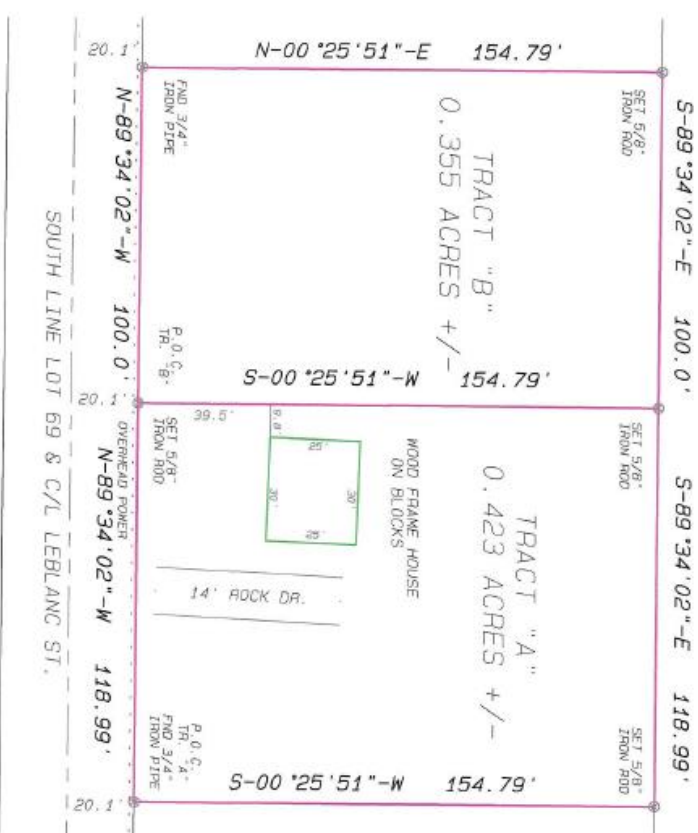 20.1'
N-00°25'51"-E 154.79'
FND 3/4"
IRON PIPE
SET 5/8"
IRON ROD
S-89°34'02"-E 100.0'
N-89°34'02"-W 100.0'
TRACT "B"
0.355 ACRES +/-
P.O.C.
TR. "B"
S-00°25'51"-W 154.79'
20.1'
SET 5/8"
IRON ROD
39.5'
9.8'
25'
30'
30'
25'
WOOD FRAME HOUSE
ON BLOCKS
SET 5/8"
IRON ROD
TRACT "A"
0.423 ACRES +/-
S-89°34'02"-E 118.99'
OVERHEAD POWER
N-89°34'02"-W 118.99'
SOUTH LINE LOT 69 & C/L LEBLANC ST.
14' ROCK DR.
P.O.C.
TR. "A"
FND 3/4"
IRON PIPE
SET 5/8"
IRON ROD
S-00°25'51"-W 154.79'
20.1'